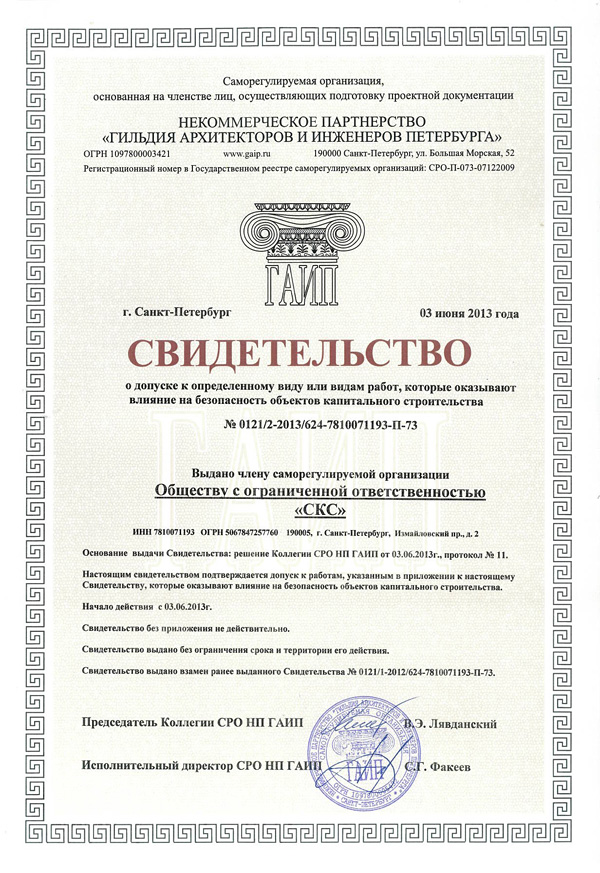 Саморегулируемая организация,
основанная на членстве лиц, осуществляющих подготовку проектной документации
НЕКОММЕРЧЕСКОЕ ПАРТНЕРСТВО
«ГИЛЬДИЯ АРХИТЕКТОРОВ И ИНЖЕНЕРОВ ПЕТЕРБУРГА»
ОГРН 1097800003421 www.gaip.ru 190000 Санкт-Петербург, ул. Большая Морская, 52
Регистрационный номер в Государственном реестре саморегулируемых организаций: СРО-П-073-07122009
ГАИП
г. Санкт-Петербург 03 июня 2013 года
СВИДЕТЕЛЬСТВО
о допуске к определенному виду или видам работ, которые оказывают
влияние на безопасность объектов капитального строительства
№ 0121/2-2013/624-7810071193-П-73
ГАИП
Выдано члену саморегулируемой организации
Обществу с ограниченной ответственностью
«СКС»
ИНН 7810071193 ОГРН 5067847257760 190005, г. Санкт-Петербург, Измайловский пр., д. 2
Основание выдачи Свидетельства: решение Коллегии СРО НП ГАИП от 03.06.2013г., протокол № 11.
Настоящим свидетельством подтверждается допуск к работам, указанным в приложении к настоящему
Свидетельству, которые оказывают влияние на безопасность объектов капитального строительства.
Начало действия с 03.06.2013г.
Свидетельство без приложения не действительно.
Свидетельство выдано без ограничения срока и территории его действия.
Свидетельство выдано взамен ранее выданного Свидетельства № 0121/1-2012/624-7810071193-П-73.
Председатель Коллегии СРО НП ГАИП В.Э. Лявданский
Исполнительный директор СРО НП ГАИП С.Г. Факеев
ГАИП
САНКТ-ПЕТЕРБУРГ